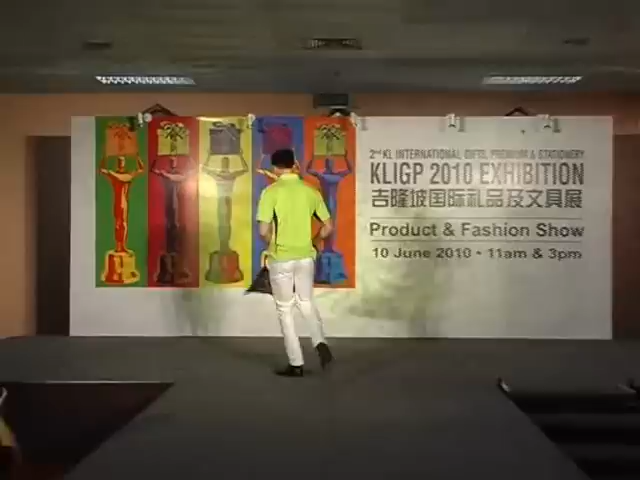 2nd KL INTERNATIONAL GIFTS, PREMIUM & STATIONERY
KLIGP 2010 EXHIBITION
吉隆坡国际礼品及文具展
Product & Fashion Show
10 June 2010 • 11am & 3pm